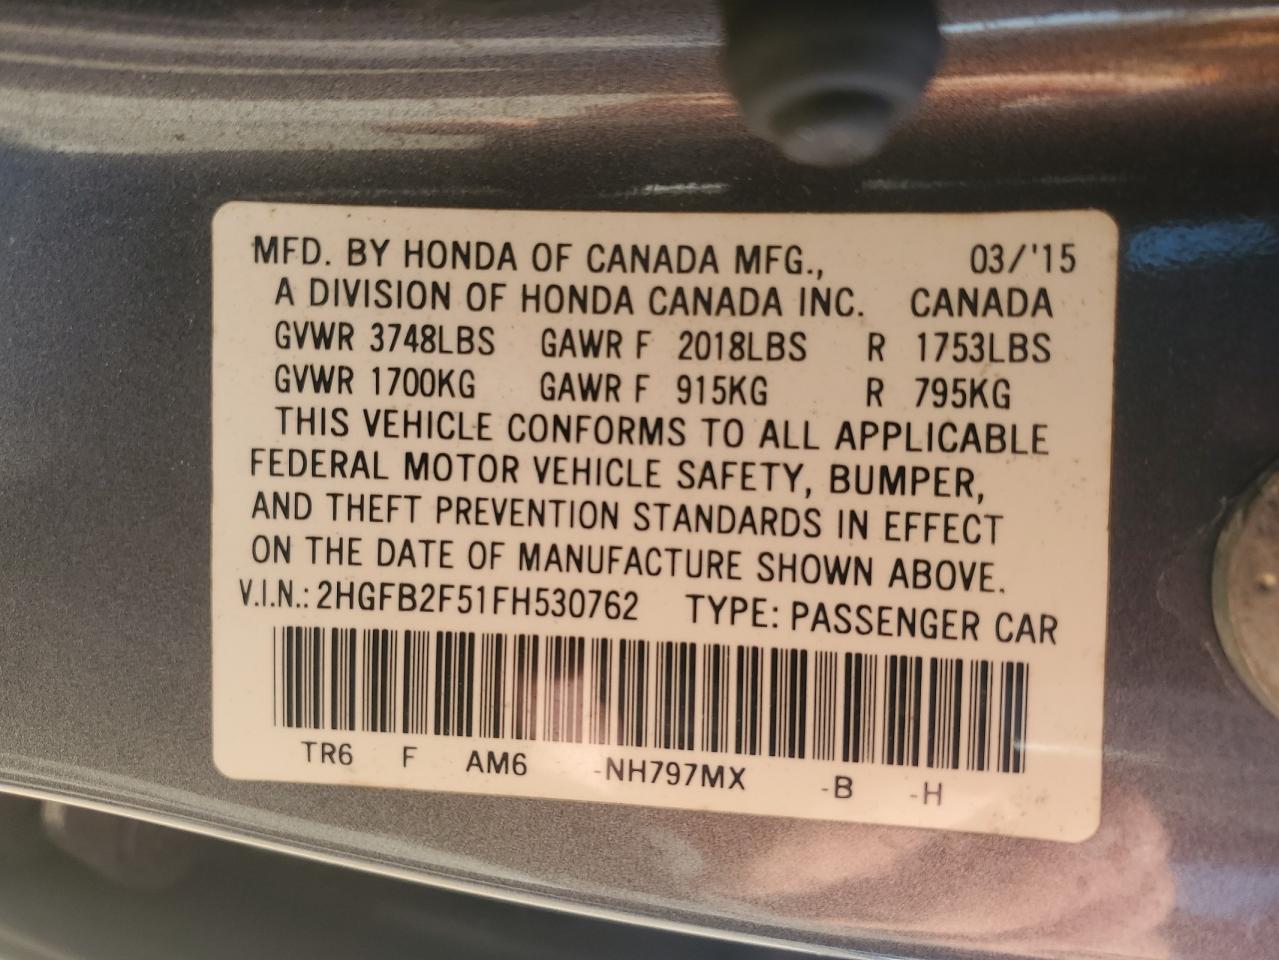 MFD. BY HONDA OF CANADA MFG., 03/'15
A DIVISION OF HONDA CANADA INC. CANADA
GVWR 3748LBS GAWR F 2018LBS R 1753LBS
GVWR 1700KG GAWR F 915KG R 795KG
THIS VEHICLE CONFORMS TO ALL APPLICABLE
FEDERAL MOTOR VEHICLE SAFETY, BUMPER,
AND THEFT PREVENTION STANDARDS IN EFFECT
ON THE DATE OF MANUFACTURE SHOWN ABOVE.
V.I.N.: 2HGFB2F51FH530762 TYPE: PASSENGER CAR
TR6 F AM6 -NH797MX -B -H